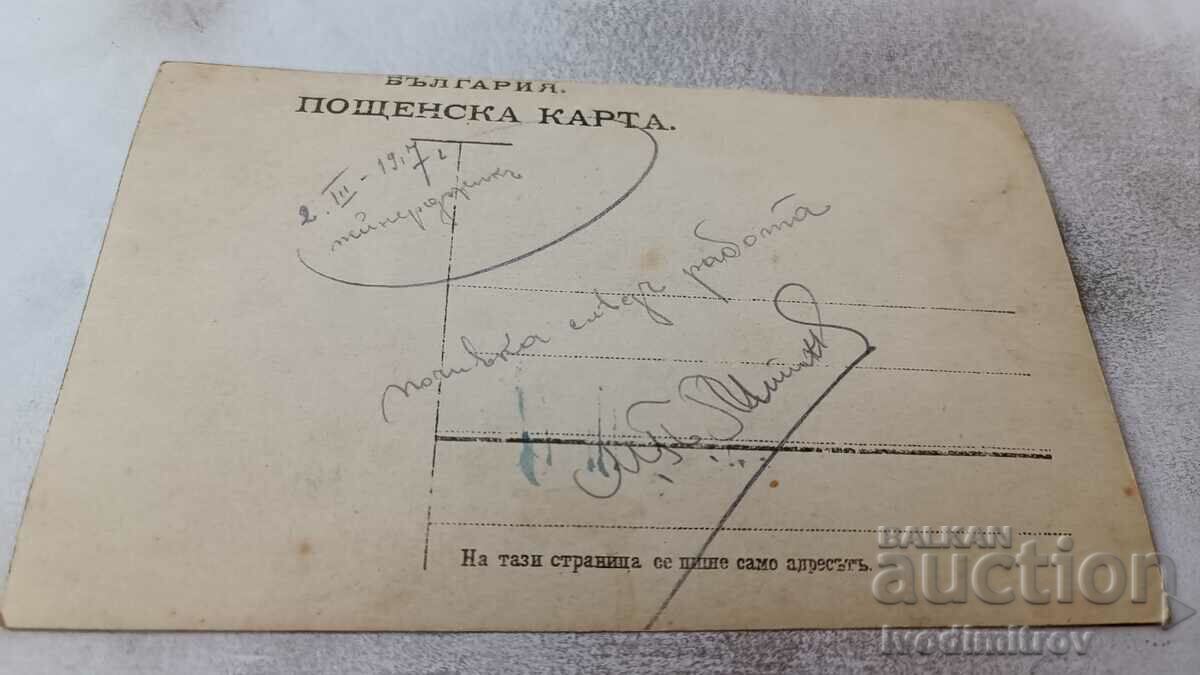 БЪЛГАРИЯ.
ПОЩЕНСКА КАРТА.
2. III - 1917 г
почивка следъ работа
На тази страница се пише само адресътъ.
BALKAN
auction
ivodimitrov